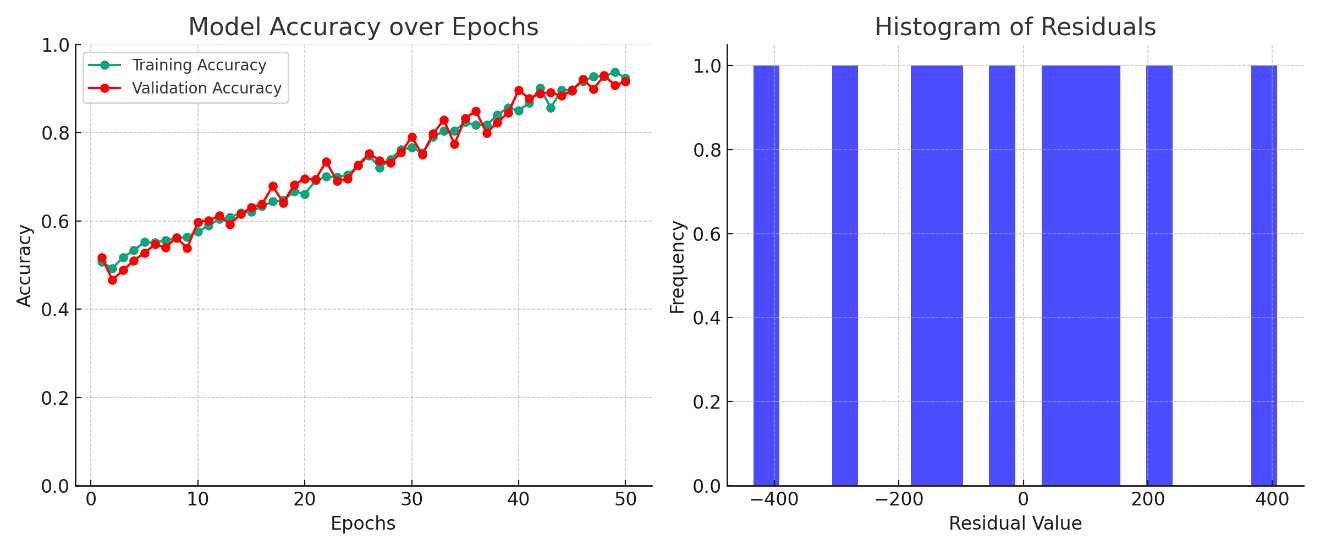 Model Accuracy over Epochs
Training Accuracy
Validation Accuracy
1.0
0.8
0.6
0.4
0.2
0.0
Accuracy
0 10 20 30 40 50
Epochs
Histogram of Residuals
1.0
0.8
0.6
0.4
0.2
0.0
Frequency
−400 −200 0 200 400
Residual Value